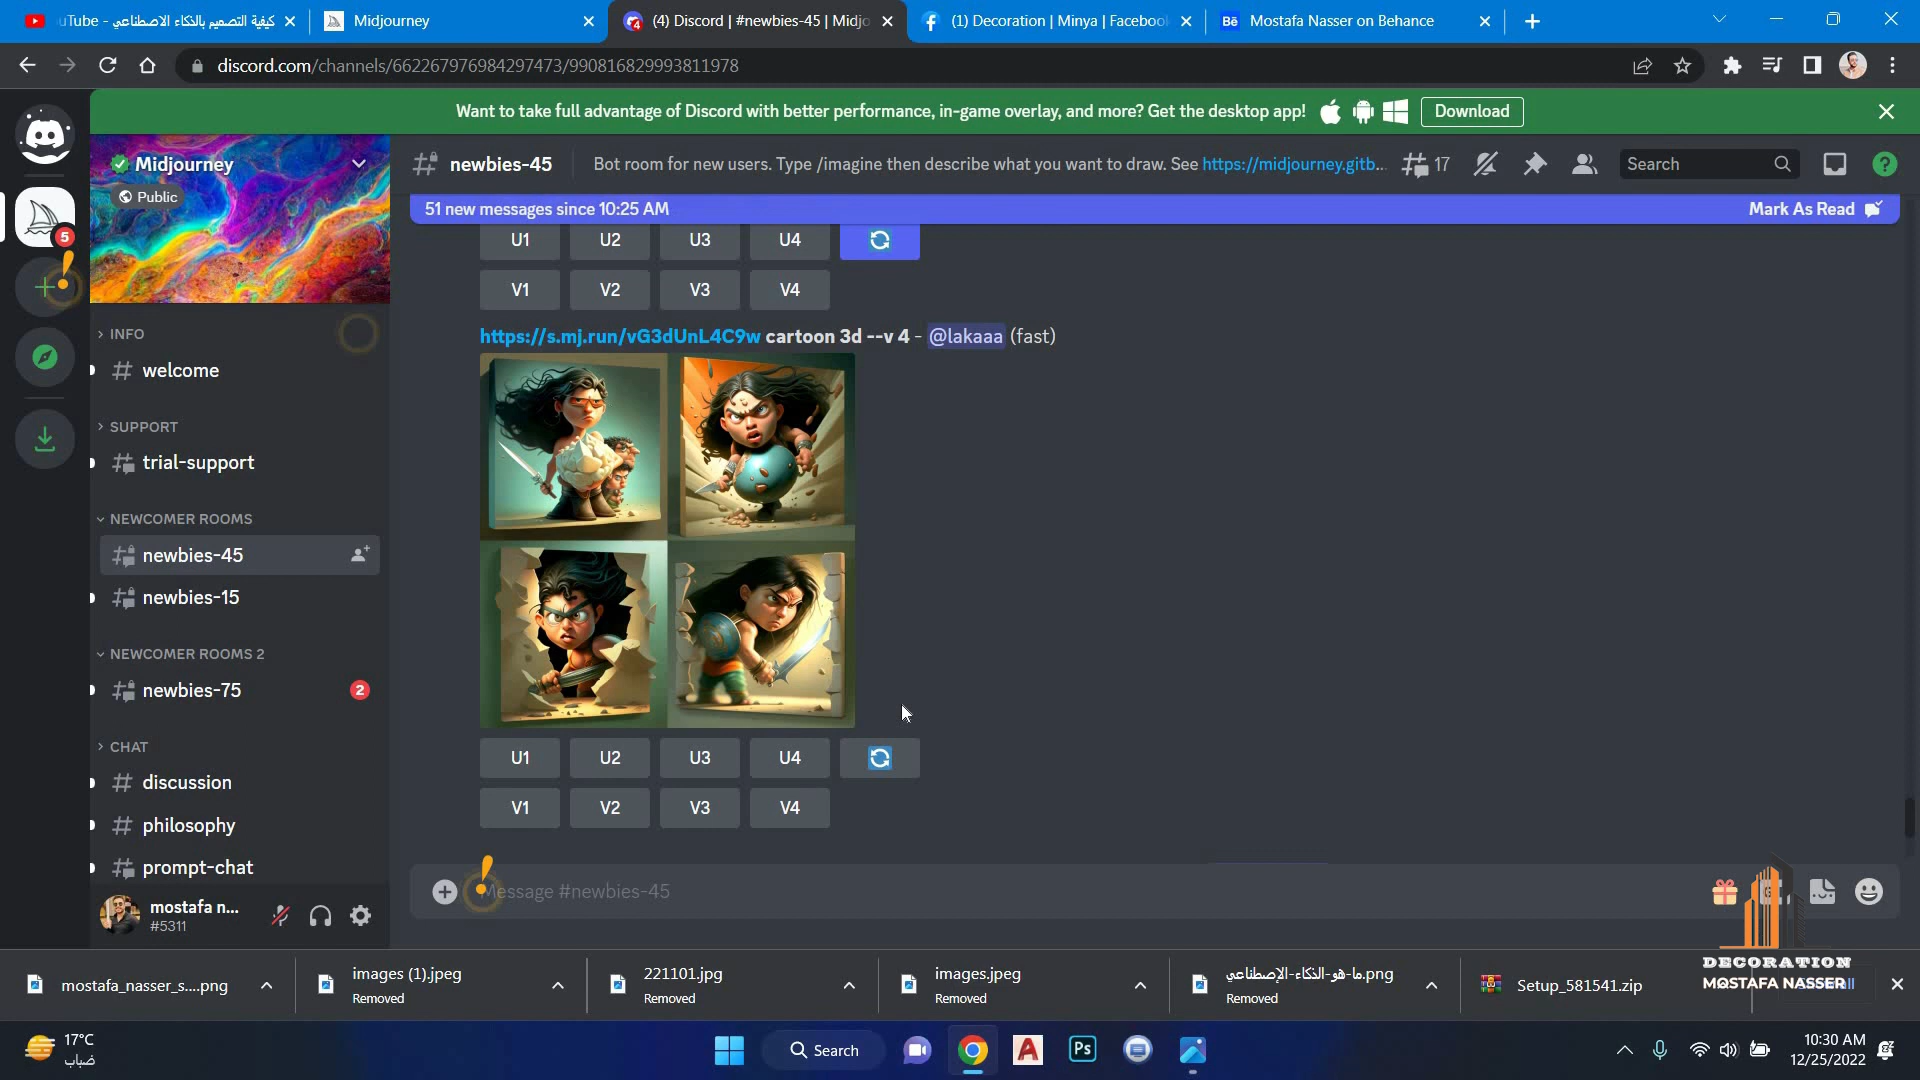 uTube - كيفية التصميم بالذكاء الاصطناعي
Midjourney
(4) Discord | #newbies-45 | Midjo
(1) Decoration | Minya | Facebook
Bē Mostafa Nasser on Behance
discord.com/channels/662267976984297473/990816829993811978
Want to take full advantage of Discord with better performance, in-game overlay, and more? Get the desktop app!
Download
Midjourney
Public
newbies-45
Bot room for new users. Type /imagine then describe what you want to draw. See https://midjourney.gitb...
17
Search
51 new messages since 10:25 AM
Mark As Read
5
U1 U2 U3 U4
V1 V2 V3 V4
https://s.mj.run/vG3dUnL4C9w cartoon 3d --v 4 - @lakaaa (fast)
U1 U2 U3 U4
V1 V2 V3 V4
INFO
welcome
SUPPORT
trial-support
NEWCOMER ROOMS
newbies-45
newbies-15
NEWCOMER ROOMS 2
newbies-75
2
CHAT
discussion
philosophy
prompt-chat
mostafa n...
#5311
Message #newbies-45
DECORATION
MOSTAFA NASSER
mostafa_nasser_s....png
images (1).jpeg
Removed
221101.jpg
Removed
images.jpeg
Removed
ما-هو-الذكاء-الإصطناعي.png
Removed
Setup_581541.zip
17°C
ضباب
Search
Ps
10:30 AM
12/25/2022